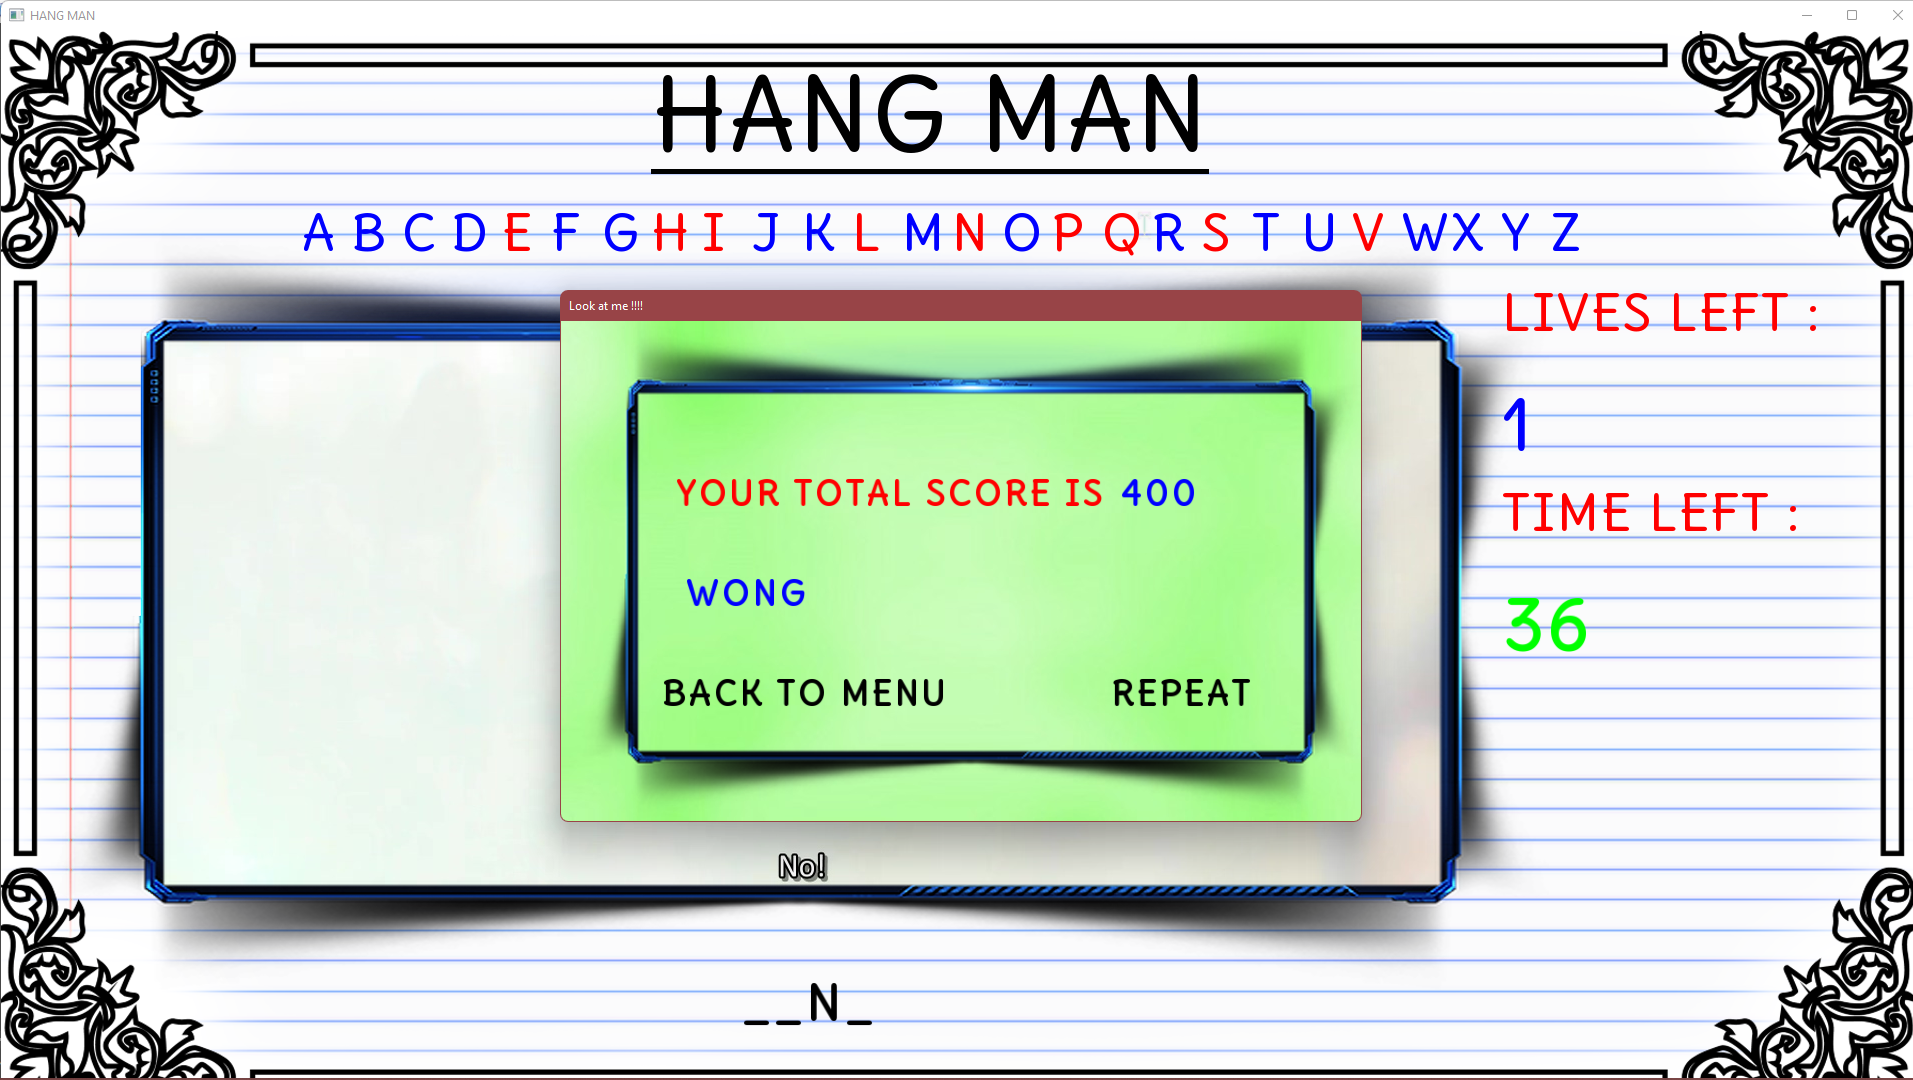 HANG MAN
HANG MAN
A B C D E F G H I J K L M N O P Q R S T U V W X Y Z
Look at me !!!!
LIVES LEFT :
1
YOUR TOTAL SCORE IS 400
TIME LEFT :
WONG
36
BACK TO MENU REPEAT
No!
__N_